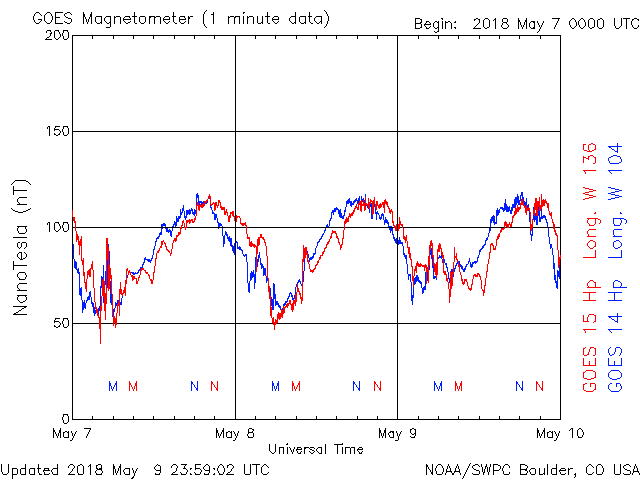 GOES Magnetometer (1 minute data)
Begin: 2018 May 7 0000 UTC
200
150
100
50
0
NanoTesla (nT)
M M N N M M N N M M N N
May 7 May 8 May 9 May 10
Universal Time
GOES 15 Hp Long. W 136
GOES 14 Hp Long. W 104
Updated 2018 May 9 23:59:02 UTC
NOAA/SWPC Boulder, CO USA